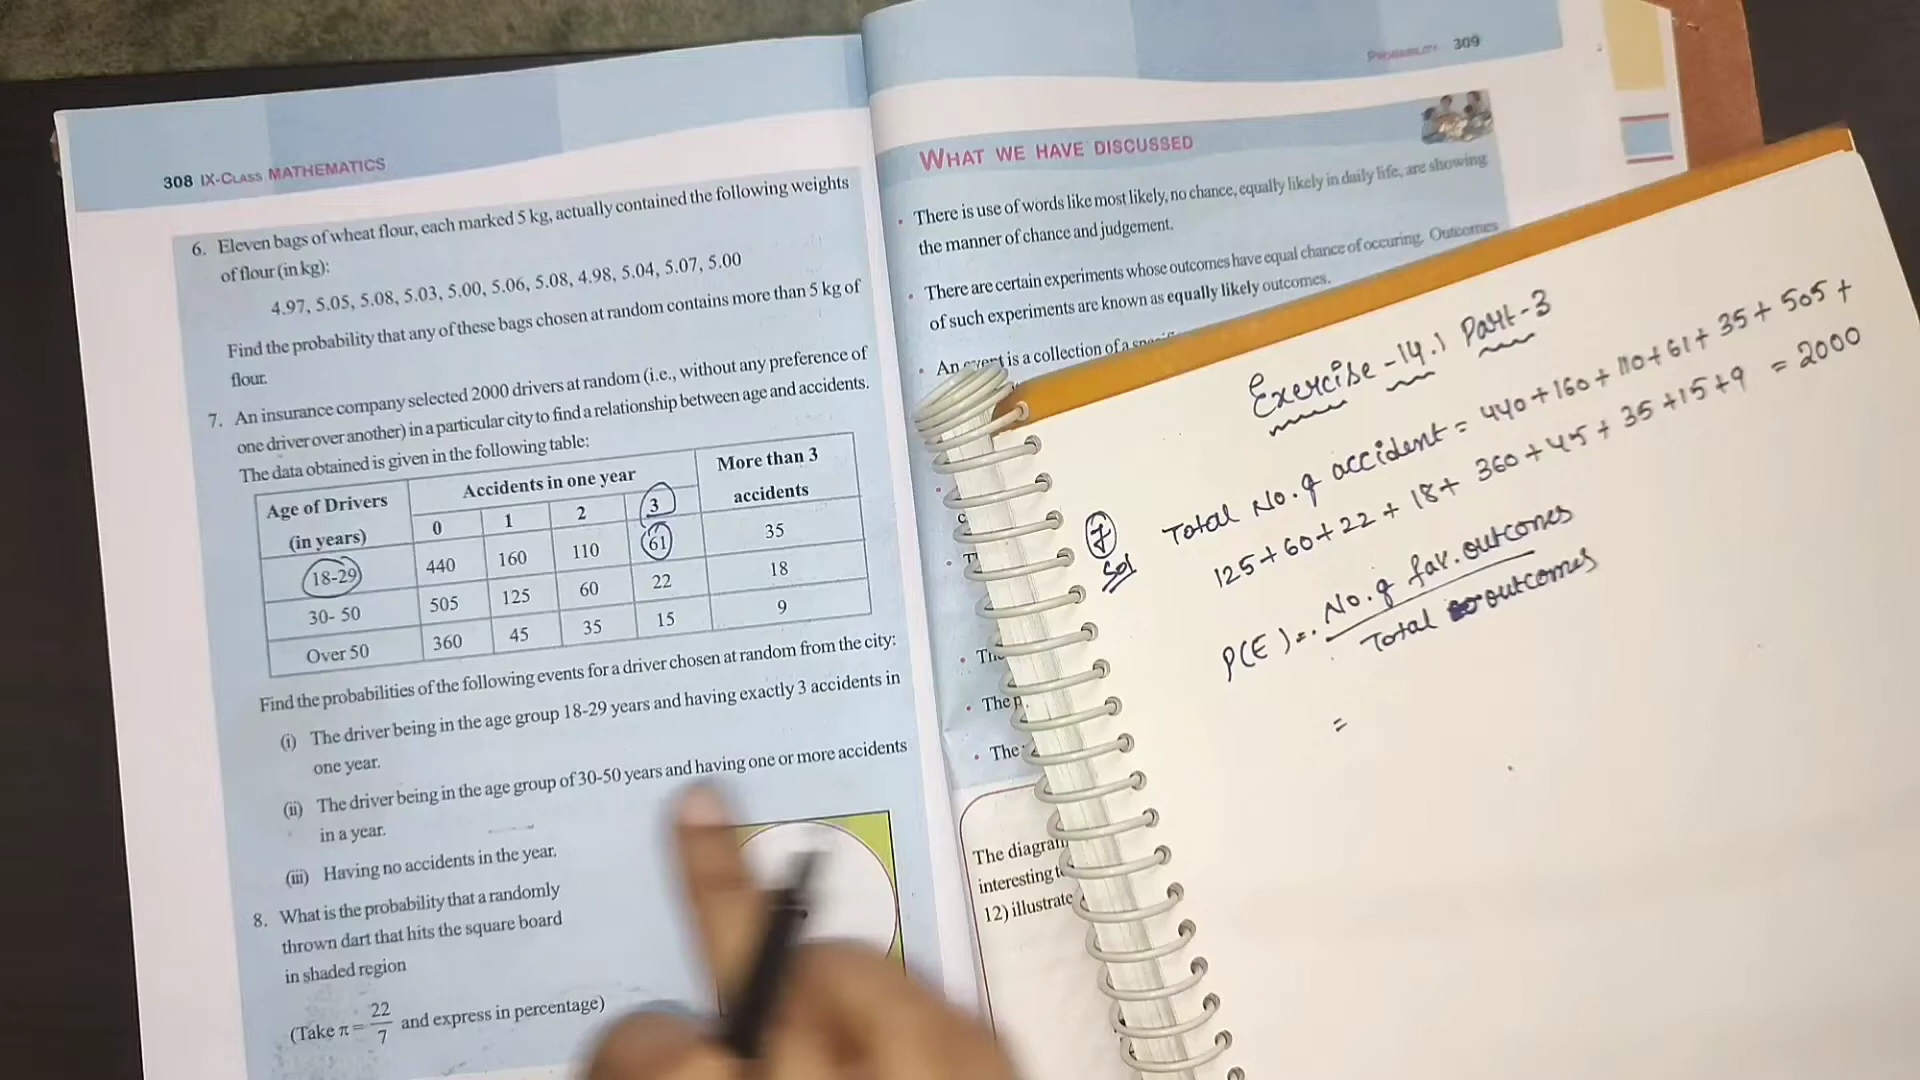 308 IX-CLASS MATHEMATICS
6. Eleven bags of wheat flour, each marked 5 kg, actually contained the following weights
of flour (in kg):
4.97, 5.05, 5.08, 5.03, 5.00, 5.06, 5.08, 4.98, 5.04, 5.07, 5.00
Find the probability that any of these bags chosen at random contains more than 5 kg of
flour.
7. An insurance company selected 2000 drivers at random (i.e., without any preference of
one driver over another) in a particular city to find a relationship between age and accidents.
The data obtained is given in the following table:
Age of Drivers (in years) Accidents in one year More than 3 accidents
0 1 2 3
18-29 440 160 110 61 35
30- 50 505 125 60 22 18
Over 50 360 45 35 15 9
Find the probabilities of the following events for a driver chosen at random from the city:
(i) The driver being in the age group 18-29 years and having exactly 3 accidents in
one year.
(ii) The driver being in the age group of 30-50 years and having one or more accidents
in a year.
(iii) Having no accidents in the year.
8. What is the probability that a randomly
thrown dart that hits the square board
in shaded region
(Take π = 22/7 and express in percentage)
PROBABILITY 309
WHAT WE HAVE DISCUSSED
• There is use of words like most likely, no chance, equally likely in daily life, are showing
the manner of chance and judgement.
• There are certain experiments whose outcomes have equal chance of occuring. Outcomes
of such experiments are known as equally likely outcomes.
• An event is a collection of a
• The
• The
The diagram
interesting
12) illustrate
Exercise - 14.1 Part-3
7 Total No. of accident = 440 + 160 + 110 + 61 + 35 + 505 +
Sol 125 + 60 + 22 + 18 + 360 + 45 + 35 + 15 + 9 = 2000
P(E) = No. of fav. outcomes
Total outcomes
=